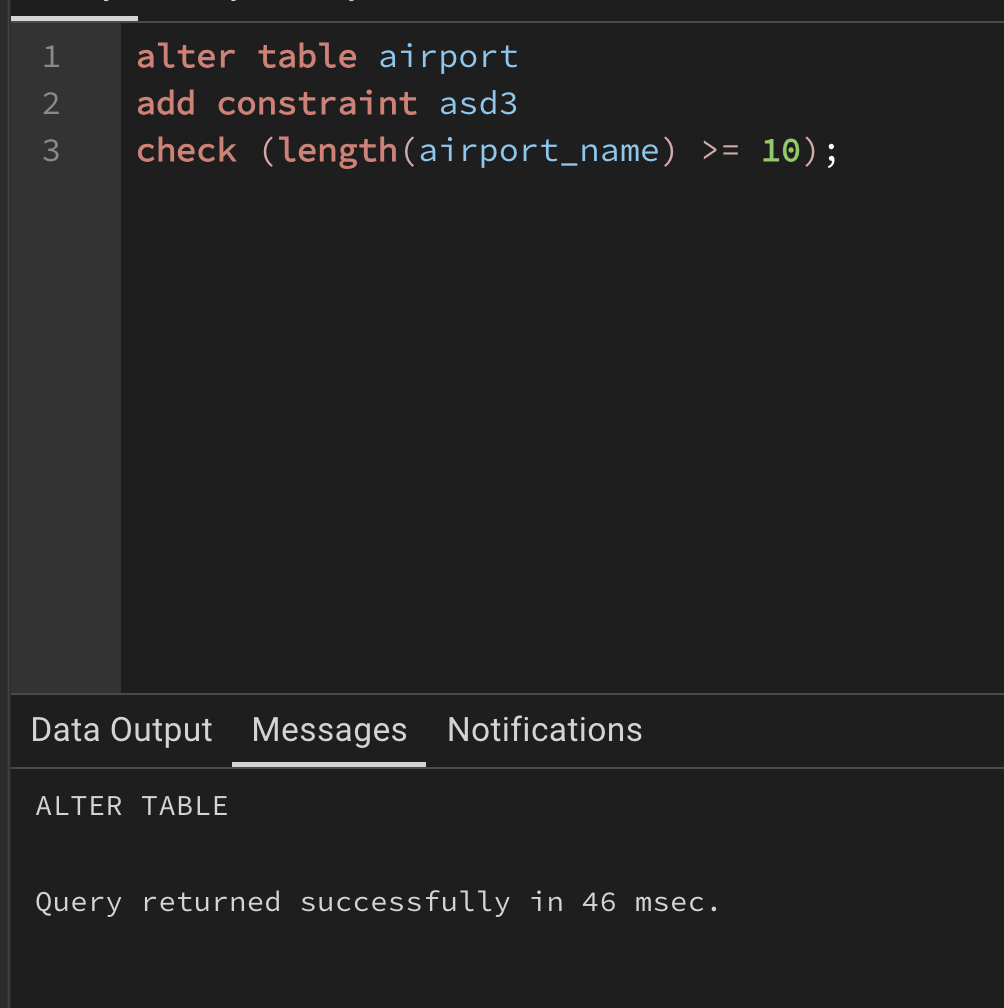 1 alter table airport
2 add constraint asd3
3 check (length(airport_name) >= 10);
Data Output Messages Notifications
ALTER TABLE
Query returned successfully in 46 msec.